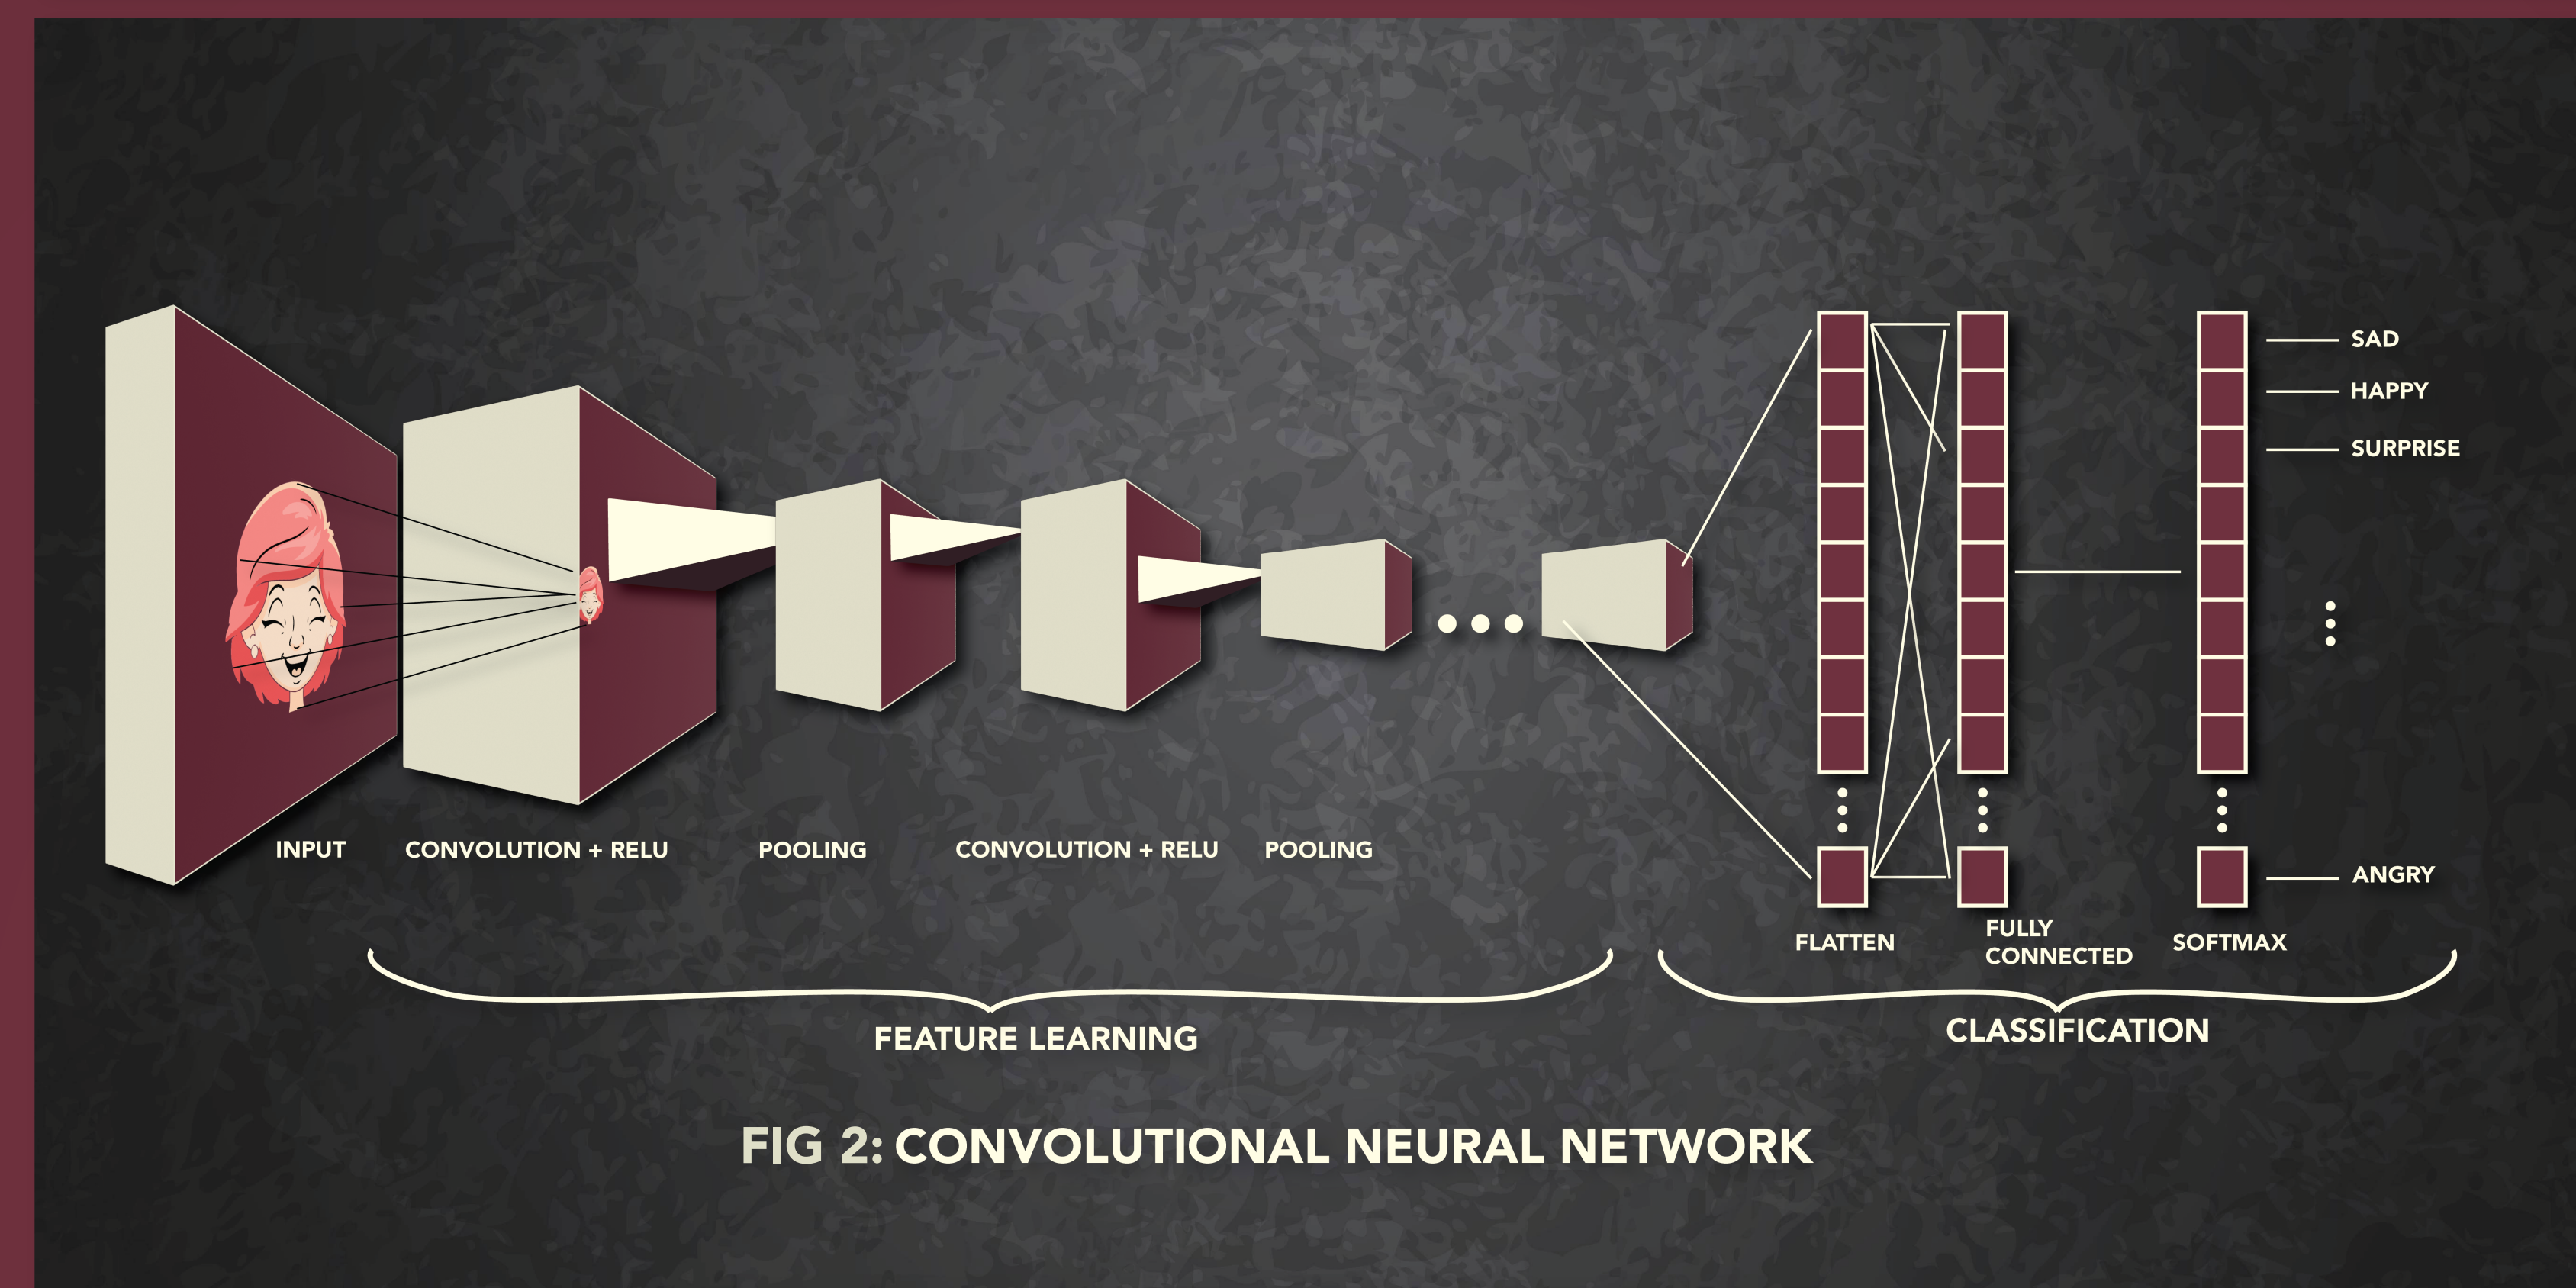 SAD
HAPPY
SURPRISE
INPUT
CONVOLUTION + RELU
POOLING
CONVOLUTION + RELU
POOLING
ANGRY
FLATTEN
FULLY
CONNECTED
SOFTMAX
FEATURE LEARNING
CLASSIFICATION
FIG 2: CONVOLUTIONAL NEURAL NETWORK